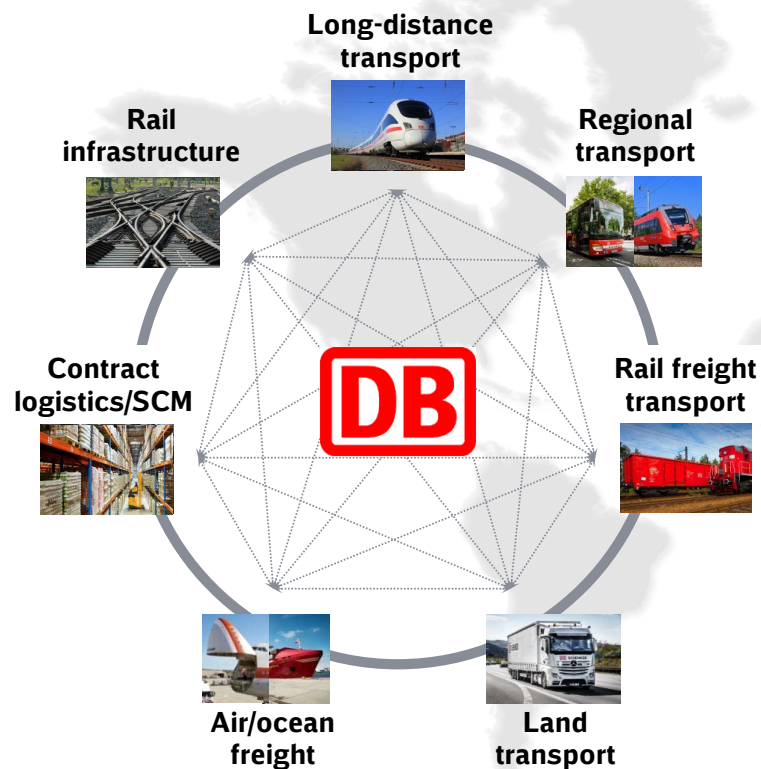 Long-distance
transport
Rail
infrastructure
Regional
transport
Contract
logistics/SCM
DB
Rail freight
transport
Air/ocean
freight
Land
transport